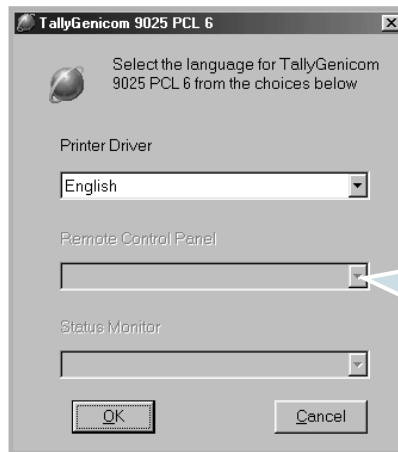 TallyGenicom 9025 PCL 6
Select the language for TallyGenicom
9025 PCL 6 from the choices below
Printer Driver
English
Remote Control Panel
Status Monitor
OK
Cancel